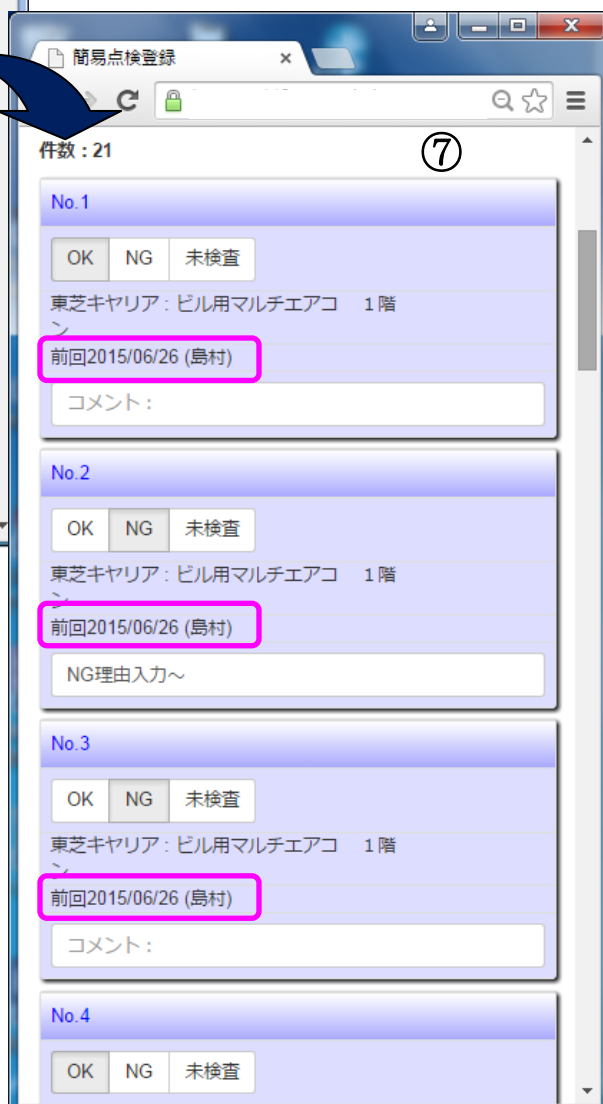 簡易点検登録
件数：21
⑦
No.1
OK NG 未検査
東芝キヤリア：ビル用マルチエアコ 1階
ン
前回2015/06/26 (島村)
コメント：
No.2
OK NG 未検査
東芝キヤリア：ビル用マルチエアコ 1階
ン
前回2015/06/26 (島村)
NG理由入力～
No.3
OK NG 未検査
東芝キヤリア：ビル用マルチエアコ 1階
ン
前回2015/06/26 (島村)
コメント：
No.4
OK NG 未検査